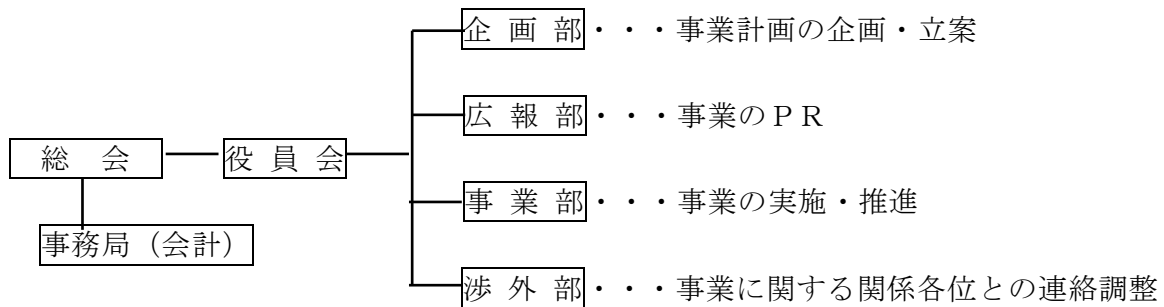 企 画 部・・・事業計画の企画・立案
広 報 部・・・事業のＰＲ
総　会
役 員 会
事 業 部・・・事業の実施・推進
事務局（会計）
渉 外 部・・・事業に関する関係各位との連絡調整